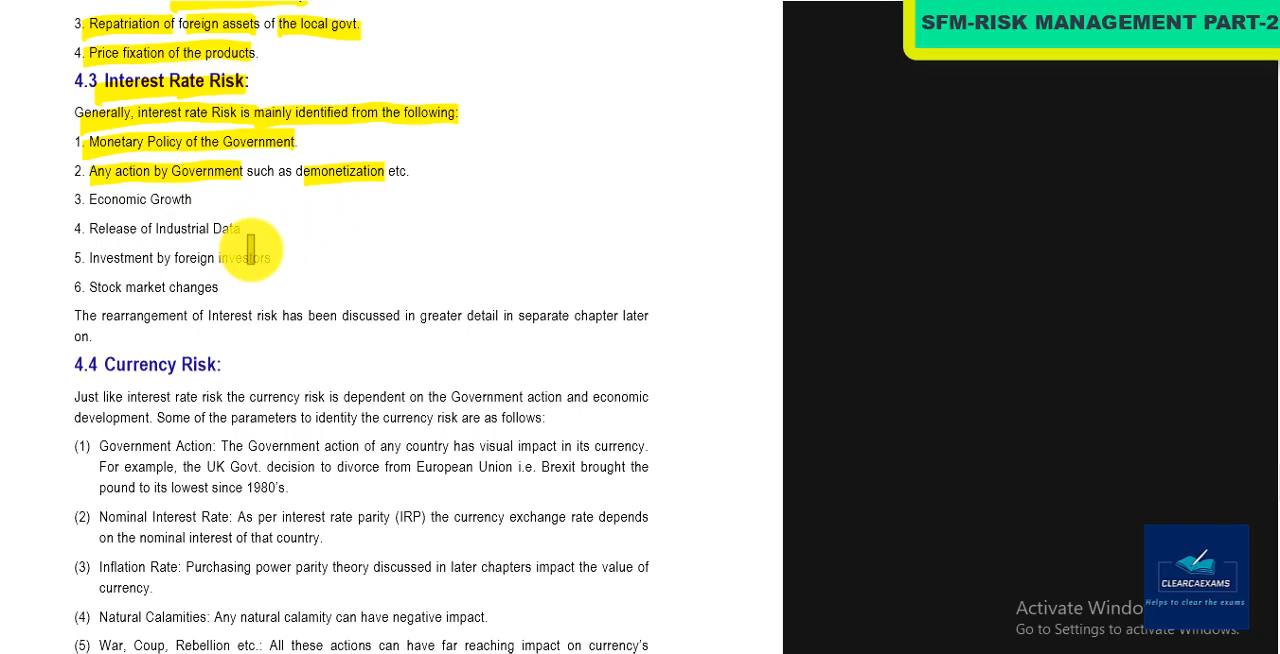 SFM-RISK MANAGEMENT PART-2
3. Repatriation of foreign assets of the local govt.
4. Price fixation of the products.
4.3 Interest Rate Risk:
Generally, interest rate Risk is mainly identified from the following:
1. Monetary Policy of the Government.
2. Any action by Government such as demonetization etc.
3. Economic Growth
4. Release of Industrial Data
5. Investment by foreign investors
6. Stock market changes
The rearrangement of Interest risk has been discussed in greater detail in separate chapter later
on.
4.4 Currency Risk:
Just like interest rate risk the currency risk is dependent on the Government action and economic
development. Some of the parameters to identity the currency risk are as follows:
(1) Government Action: The Government action of any country has visual impact in its currency.
For example, the UK Govt. decision to divorce from European Union i.e. Brexit brought the
pound to its lowest since 1980's.
(2) Nominal Interest Rate: As per interest rate parity (IRP) the currency exchange rate depends
on the nominal interest of that country.
(3) Inflation Rate: Purchasing power parity theory discussed in later chapters impact the value of
currency.
(4) Natural Calamities: Any natural calamity can have negative impact.
(5) War, Coup, Rebellion etc.: All these actions can have far reaching impact on currency's
CLEARCAEXAMS
Helps to clear the exams
Activate Windo
Go to Settings to activate Windows.